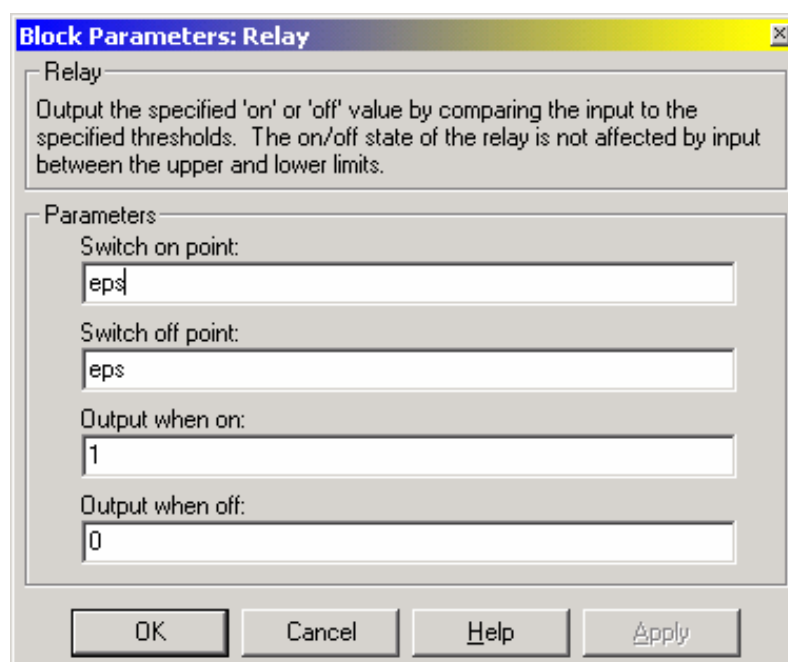 Block Parameters: Relay
Relay
Output the specified 'on' or 'off' value by comparing the input to the
specified thresholds.  The on/off state of the relay is not affected by input
between the upper and lower limits.
Parameters
Switch on point:
eps
Switch off point:
eps
Output when on:
1
Output when off:
0
OK
Cancel
Help
Apply